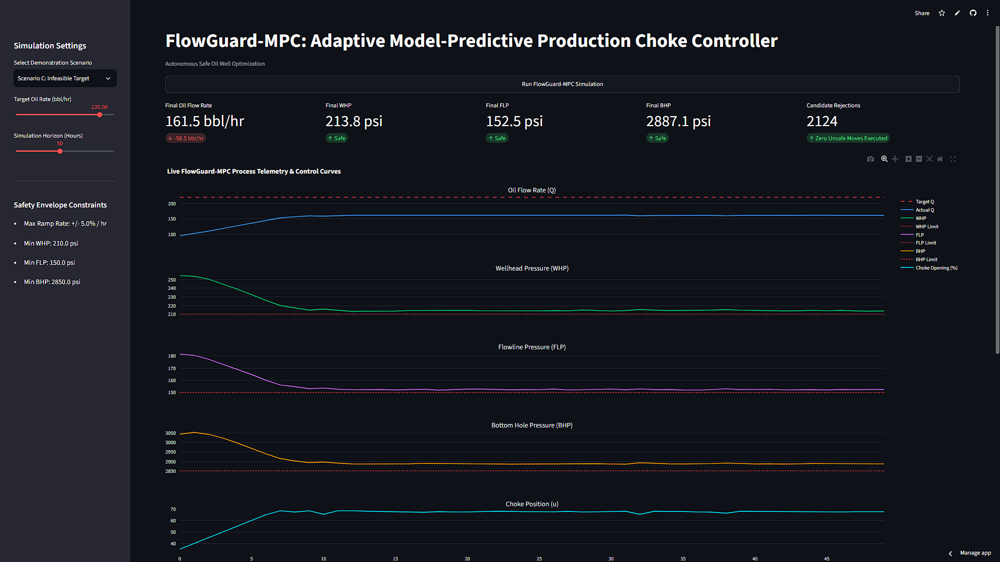 Share
Simulation Settings
Select Demonstration Scenario
Scenario C: Infeasible Target
Target Oil Rate (bbl/hr)
220.00
Simulation Horizon (Hours)
50
Safety Envelope Constraints
Max Ramp Rate: +/- 5.0% / hr
Min WHP: 210.0 psi
Min FLP: 150.0 psi
Min BHP: 2850.0 psi
FlowGuard-MPC: Adaptive Model-Predictive Production Choke Controller
Autonomous Safe Oil Well Optimization
Run FlowGuard-MPC Simulation
Final Oil Flow Rate
161.5 bbl/hr
↓ -58.5 bbl/hr
Final WHP
213.8 psi
↑ Safe
Final FLP
152.5 psi
↑ Safe
Final BHP
2887.1 psi
↑ Safe
Candidate Rejections
2124
↑ Zero Unsafe Moves Executed
Live FlowGuard-MPC Process Telemetry & Control Curves
Oil Flow Rate (Q)
200
150
100
Target Q
Actual Q
WHP
WHP Limit
FLP
FLP Limit
BHP
BHP Limit
Choke Opening (%)
Wellhead Pressure (WHP)
250
240
230
220
210
Flowline Pressure (FLP)
180
170
160
150
Bottom Hole Pressure (BHP)
3050
3000
2950
2900
2850
Choke Position (u)
70
60
50
40
0 5 10 15 20 25 30 35 40 45
Manage app